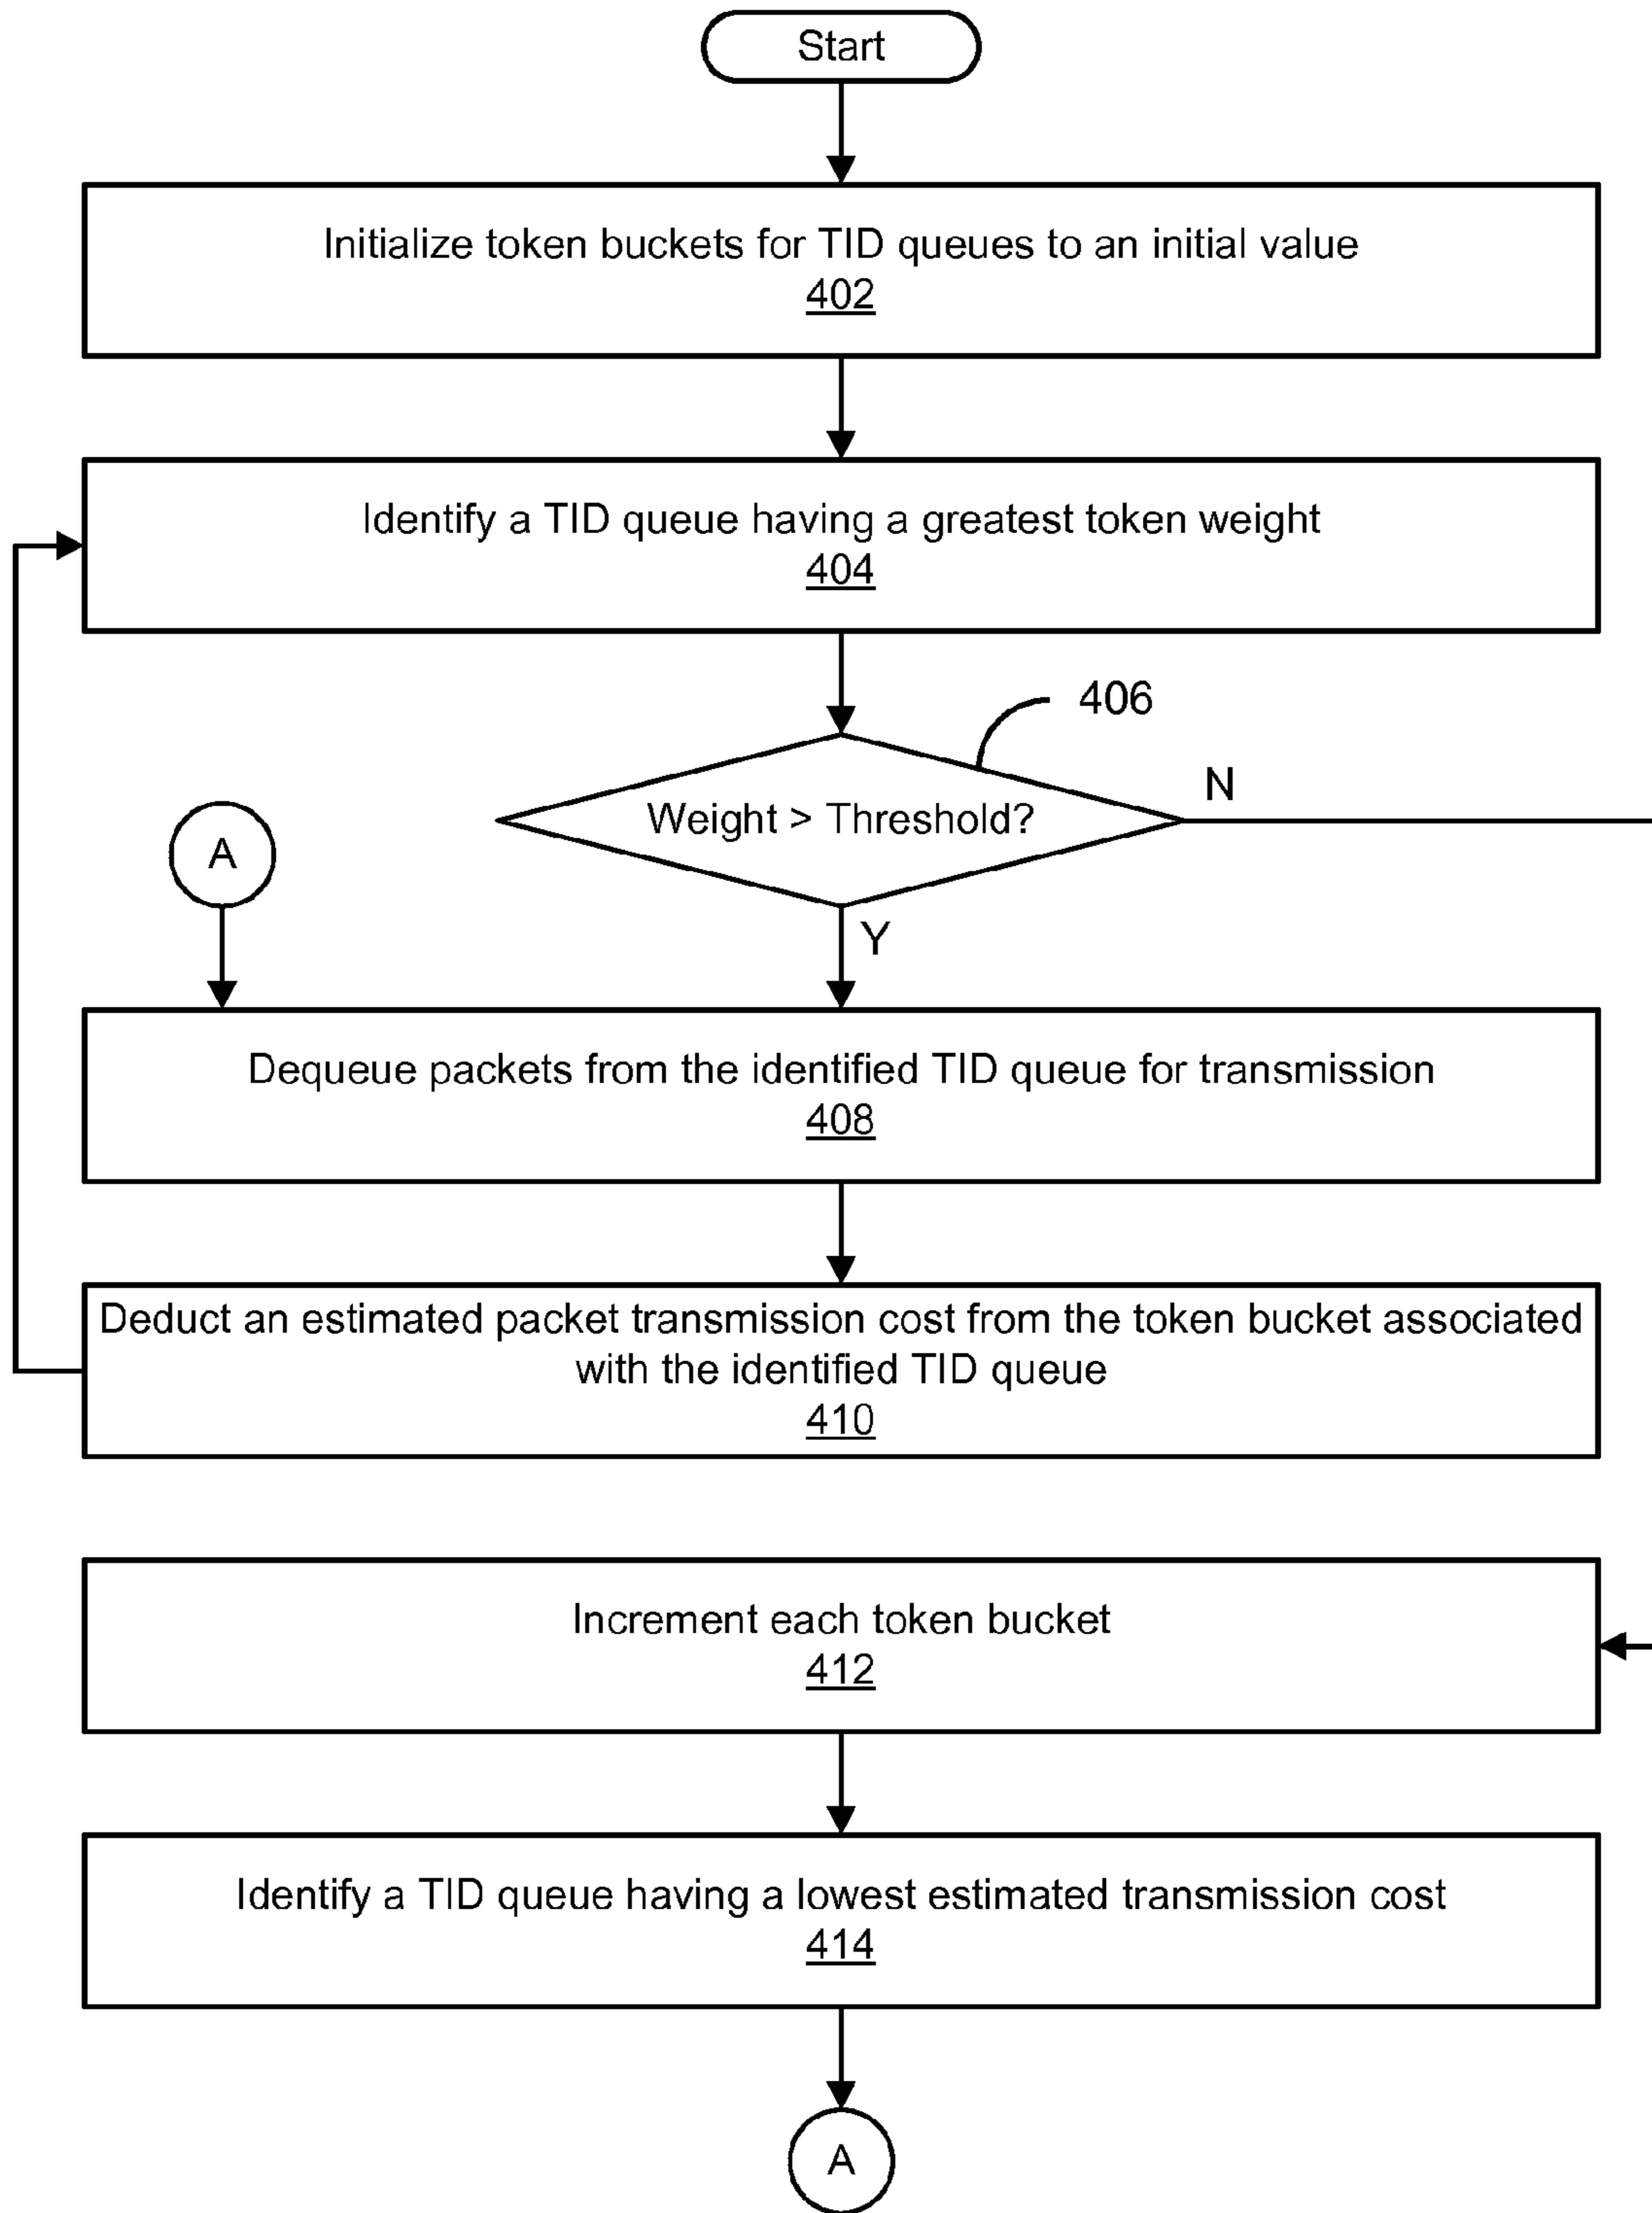 Start
Initialize token buckets for TID queues to an initial value
402
Identify a TID queue having a greatest token weight
404
406
Weight > Threshold?
N
A
Y
Dequeue packets from the identified TID queue for transmission
408
Deduct an estimated packet transmission cost from the token bucket associated
with the identified TID queue
410
Increment each token bucket
412
Identify a TID queue having a lowest estimated transmission cost
414
A